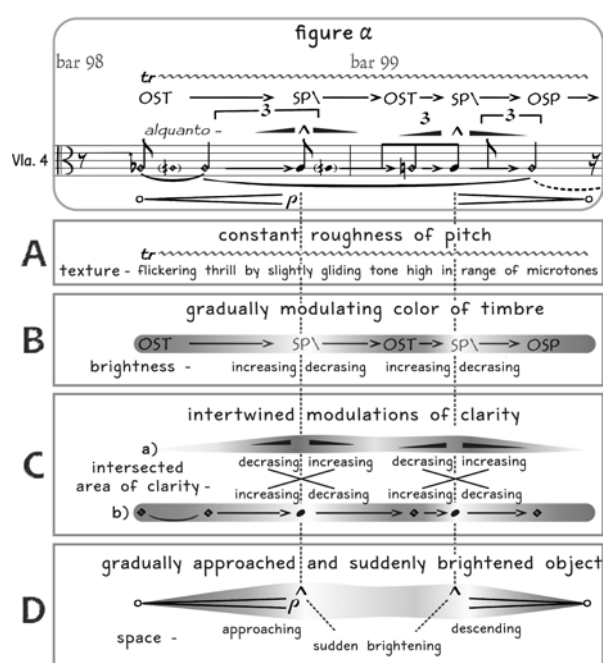 figure α
bar 98 bar 99
tr
OST SP\ OST SP\ OSP
3 3 3
alquanto -
Vla. 4
p
A
constant roughness of pitch
tr
texture - flickering thrill by slightly gliding tone high in range of microtones
B
gradually modulating color of timbre
OST SP\ OST SP\ OSP
brightness - increasing decrasing increasing decrasing
C
intertwined modulations of clarity
a)
decrasing increasing decrasing increasing
intersected
area of clarity -
increasing decrasing increasing decrasing
b)
D
gradually approached and suddenly brightened object
p
approaching descending
space - sudden brightening